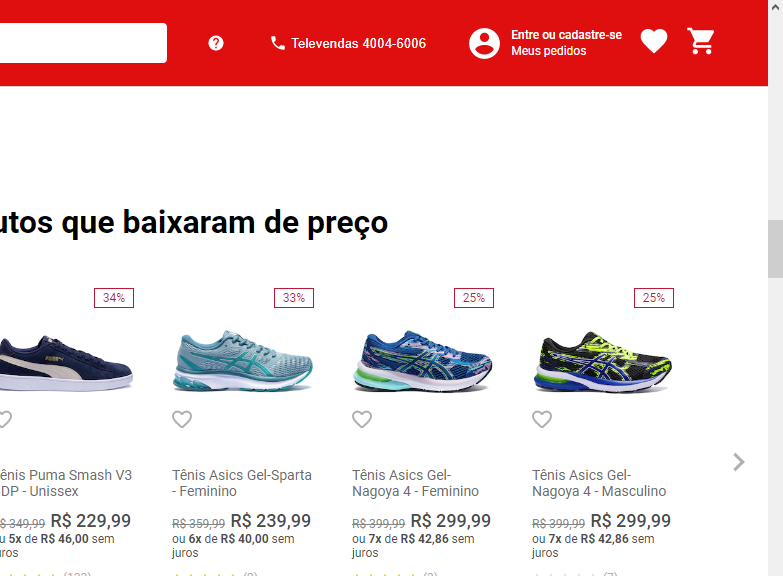 Televendas 4004-6006
Entre ou cadastre-se
Meus pedidos
utos que baixaram de preço
34%
33%
25%
25%
ênis Puma Smash V3
DP - Unissex
R$ 349,99 R$ 229,99
u 5x de R$ 46,00 sem
uros
(132)
Tênis Asics Gel-Sparta
- Feminino
R$ 359,99 R$ 239,99
ou 6x de R$ 40,00 sem
juros
Tênis Asics Gel-
Nagoya 4 - Feminino
R$ 399,99 R$ 299,99
ou 7x de R$ 42,86 sem
juros
Tênis Asics Gel-
Nagoya 4 - Masculino
R$ 399,99 R$ 299,99
ou 7x de R$ 42,86 sem
juros